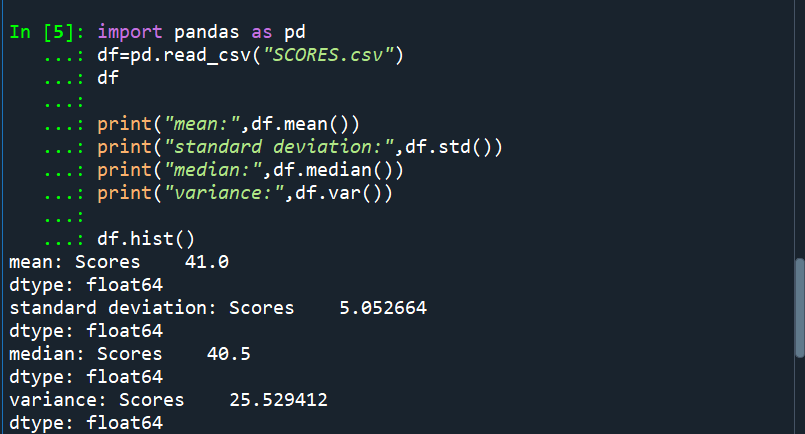 In [5]: import pandas as pd
   ...: df=pd.read_csv("SCORES.csv")
   ...: df
   ...:
   ...: print("mean:",df.mean())
   ...: print("standard deviation:",df.std())
   ...: print("median:",df.median())
   ...: print("variance:",df.var())
   ...:
   ...: df.hist()
mean: Scores    41.0
dtype: float64
standard deviation: Scores    5.052664
dtype: float64
median: Scores    40.5
dtype: float64
variance: Scores    25.529412
dtype: float64